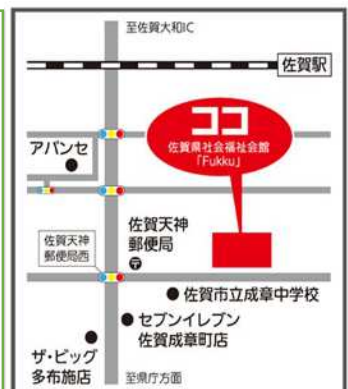 至佐賀大和IC
佐賀駅
ココ
佐賀県社会福祉会館
「Fukku」
アバンセ
佐賀天神
郵便局
佐賀天神
郵便局西
佐賀市立成章中学校
セブンイレブン
佐賀成章町店
ザ・ビッグ
多布施店
至県庁方面